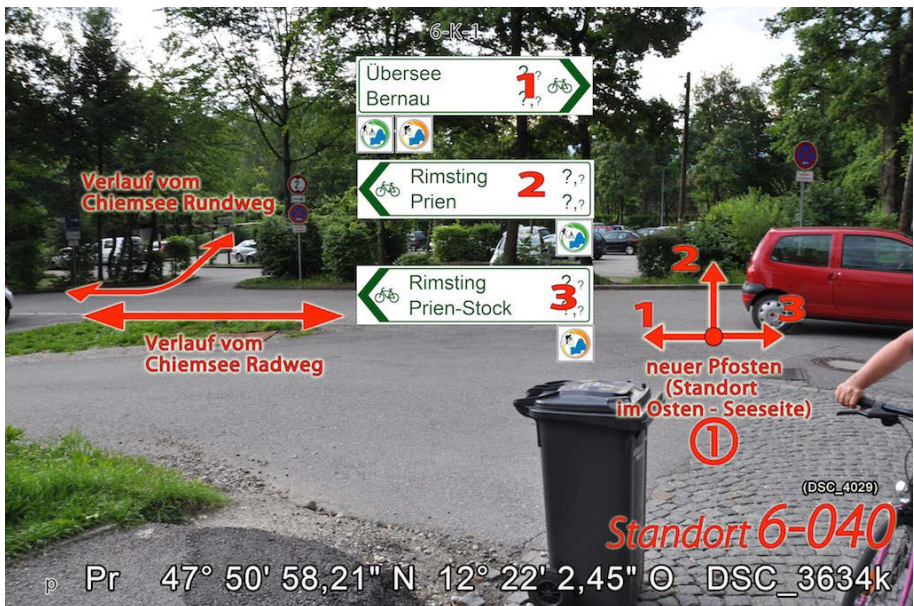 6-K-1
Übersee ?,?
Bernau ?,?
1
Rimsting ?,?
Prien ?,?
2
Rimsting ?,?
Prien-Stock ?,?
3
Verlauf vom
Chiemsee Rundweg
Verlauf vom
Chiemsee Radweg
2
1 3
neuer Pfosten
(Standort
im Osten - Seeseite)
1
(DSC_4029)
Standort 6-040
p Pr 47° 50' 58,21" N 12° 22' 2,45" O DSC_3634k